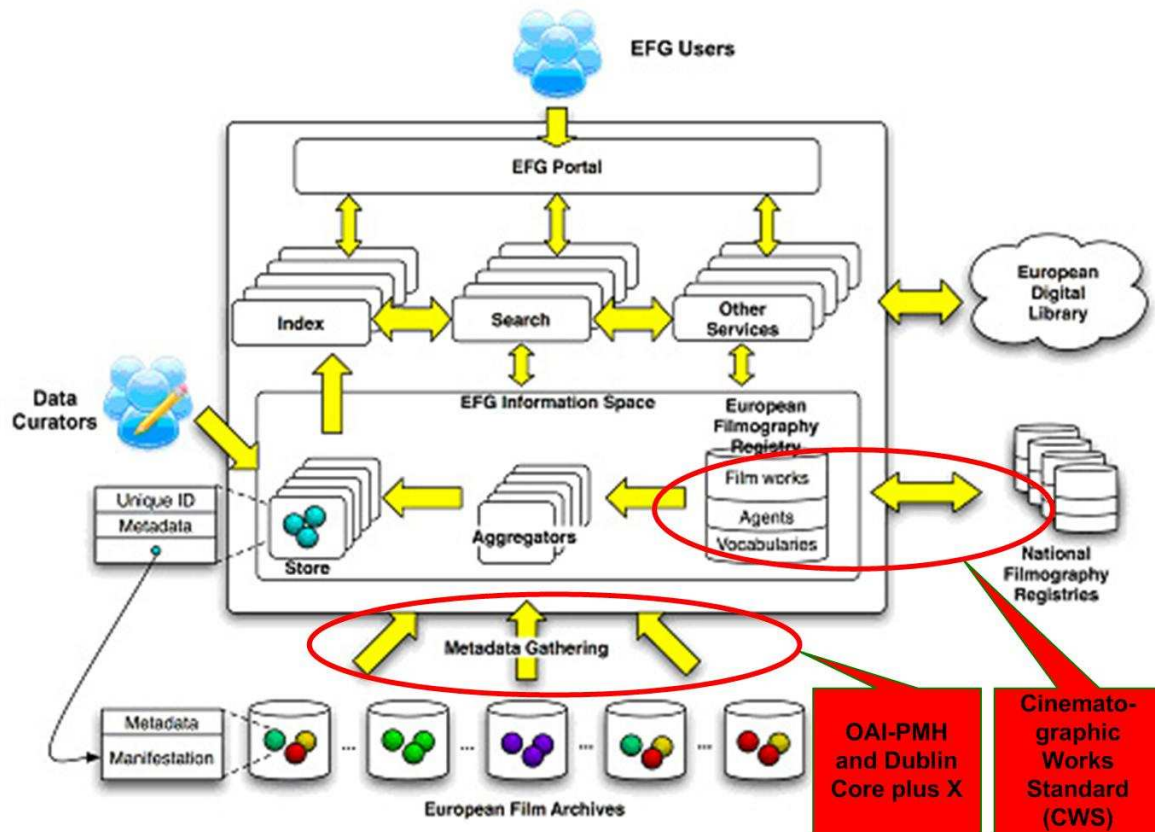 EFG Users
EFG Portal
Index
Search
Other
Services
European
Digital
Library
Data
Curators
EFG Information Space
European
Filmography
Registry
Film works
Agents
Vocabularies
Unique ID
Metadata
Store
Aggregators
National
Filmography
Registries
Metadata Gathering
Metadata
Manifestation
... ... ... ...
European Film Archives
OAI-PMH
and Dublin
Core plus X
Cinemato-
graphic
Works
Standard
(CWS)